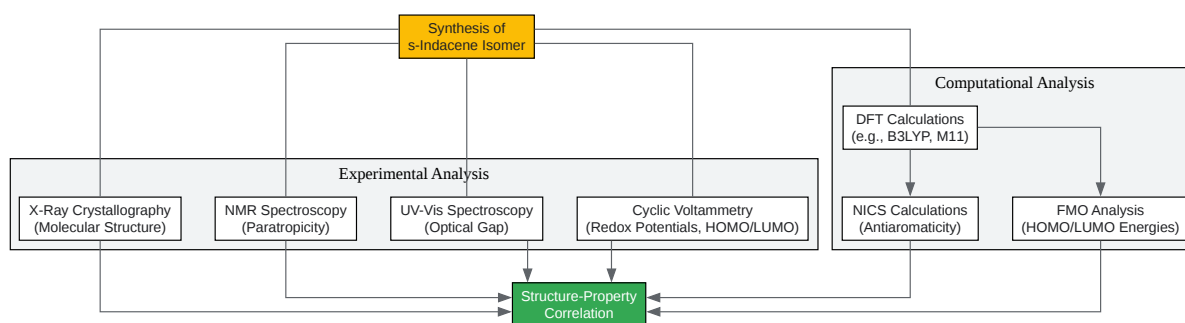 Synthesis of
s-Indacene Isomer
Computational Analysis
DFT Calculations
(e.g., B3LYP, M11)
Experimental Analysis
X-Ray Crystallography
(Molecular Structure)
NMR Spectroscopy
(Paratropicity)
UV-Vis Spectroscopy
(Optical Gap)
Cyclic Voltammetry
(Redox Potentials, HOMO/LUMO)
NICS Calculations
(Antiaromaticity)
FMO Analysis
(HOMO/LUMO Energies)
Structure-Property
Correlation